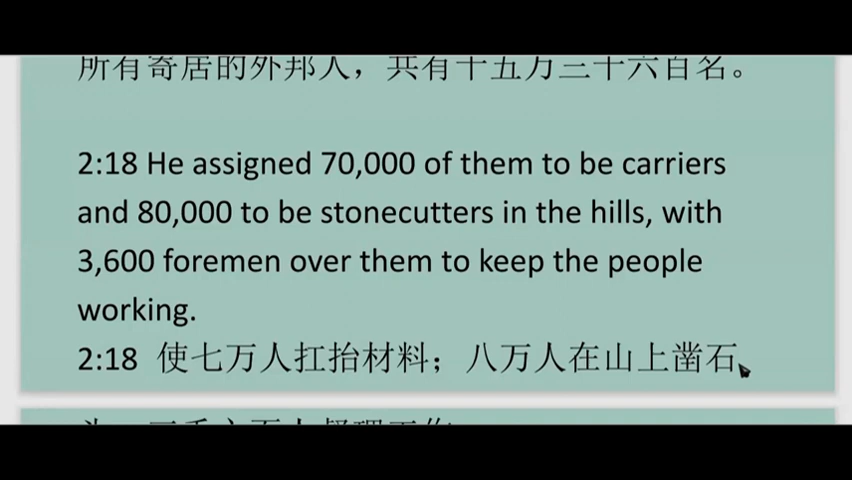 所有寄居的外邦人，共有十五万三千六百名。
2:18 He assigned 70,000 of them to be carriers
and 80,000 to be stonecutters in the hills, with
3,600 foremen over them to keep the people
working.
2:18 使七万人扛抬材料；八万人在山上凿石